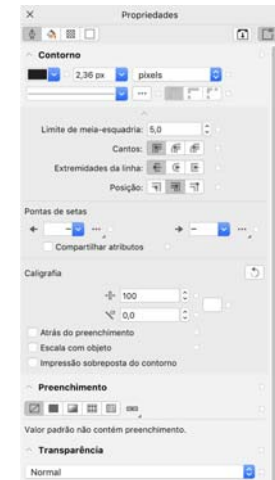 Propriedades
Contorno
2,36 px pixels
Limite de meia-esquadria: 5,0
Cantos:
Extremidades da linha:
Posição:
Pontas de setas
Compartilhar atributos
Caligrafia
100
0,0
Atrás do preenchimento
Escala com objeto
Impressão sobreposta do contorno
Preenchimento
Valor padrão não contém preenchimento.
Transparência
Normal